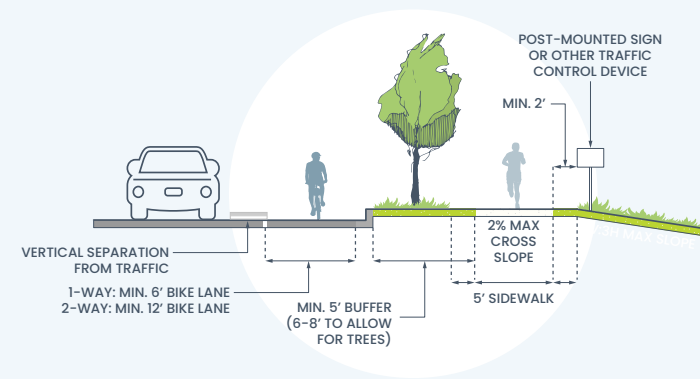 POST-MOUNTED SIGN
OR OTHER TRAFFIC
CONTROL DEVICE
MIN. 2'
2% MAX
CROSS
SLOPE
MAX SLOPE
VERTICAL SEPARATION
FROM TRAFFIC
1-WAY: MIN. 6' BIKE LANE
2-WAY: MIN. 12' BIKE LANE
MIN. 5' BUFFER
(6-8' TO ALLOW
FOR TREES)
5' SIDEWALK